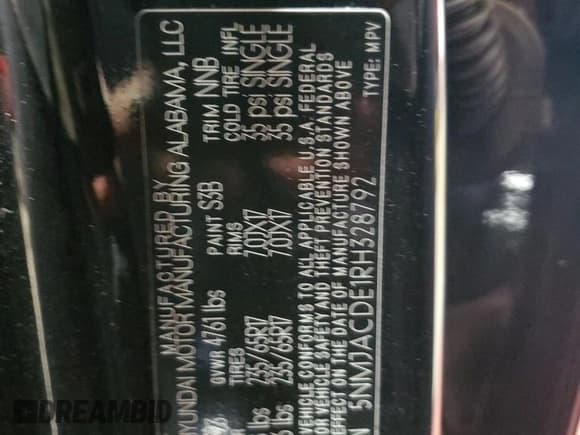 MANUFACTURED BY
HYUNDAI MOTOR MANUFACTURING ALABAMA, LLC
GVWR 4761 lbs PAINT S3B TRIM NNB
TIRES RIMS COLD TIRE INFL
lbs 235/65R17 7.0JX17 35 psi SINGLE
lbs 235/65R17 7.0JX17 35 psi SINGLE
VEHICLE CONFORMS TO ALL APPLICABLE U.S.A. FEDERAL
VEHICLE SAFETY AND THEFT PREVENTION STANDARDS
EFFECT ON THE DATE OF MANUFACTURE SHOWN ABOVE
5NMJACDE1RH328792 TYPE: MPV
DREAMBID